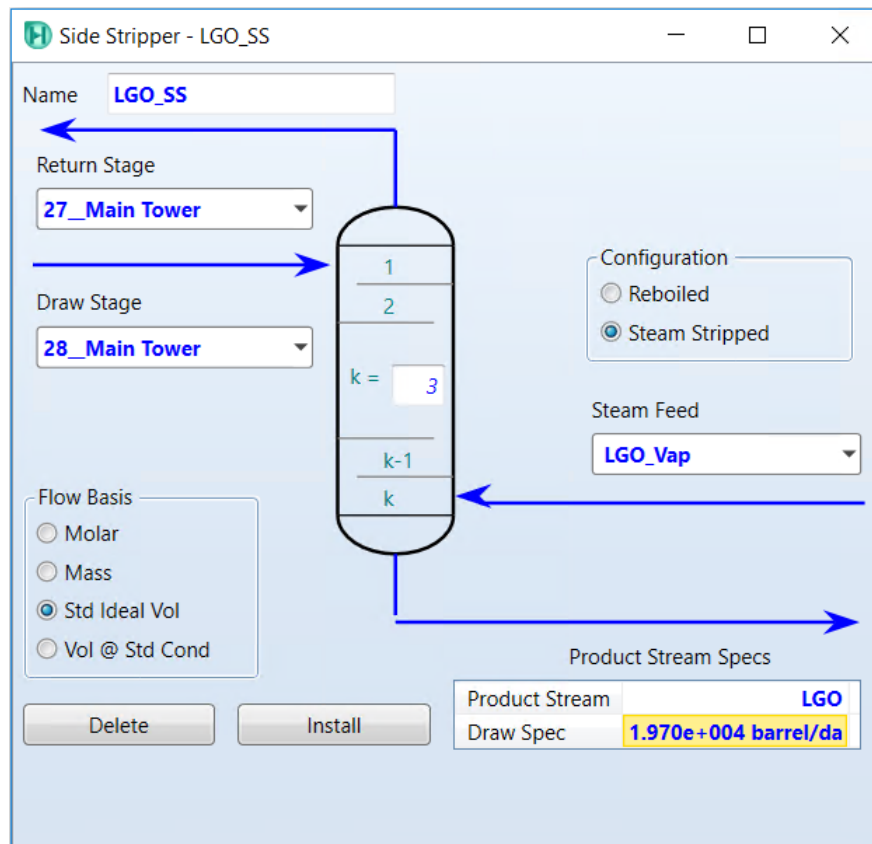 Side Stripper - LGO_SS
Name LGO_SS
Return Stage
27__Main Tower
1
Configuration
Reboiled
Draw Stage
2
Steam Stripped
28__Main Tower
k = 3
Steam Feed
LGO_Vap
k-1
Flow Basis
k
Molar
Mass
Std Ideal Vol
Vol @ Std Cond
Product Stream Specs
Product Stream LGO
Delete Install
Draw Spec 1.970e+004 barrel/da